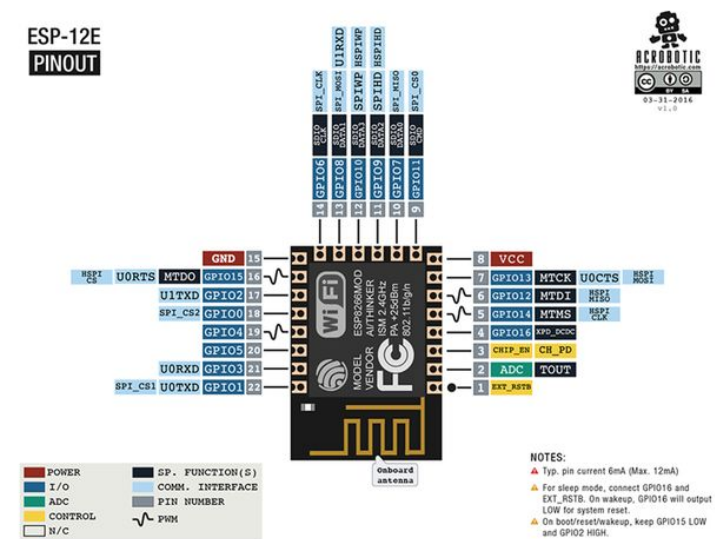 ESP-12E
PINOUT
ACROBOTIC
https://acrobotic.com
CC BY SA
03-31-2016
v1.0
SPI_CLK SDIO CLK GPIO6 14
U1RXD SPI_MOSI SDIO DATA1 GPIO8 13
HSPIWP SPIWP SDIO DATA3 GPIO10 12
HSPIHD SPIHD SDIO DATA2 GPIO9 11
SPI_MISO SDIO DATA0 GPIO7 10
SPI_CS0 SDIO CMD GPIO11 9
GND 15
HSPI CS U0RTS MTDO GPIO15 16
U1TXD GPIO2 17
SPI_CS2 GPIO0 18
GPIO4 19
GPIO5 20
U0RXD GPIO3 21
SPI_CS1 U0TXD GPIO1 22
Wi Fi
ESP8266MOD
AI/THINKER
ISM 2.4GHz
PA +25dBm
802.11b/g/n
MODEL
VENDOR
FC
8 VCC
7 GPIO13 MTCK U0CTS HSPI MOSI
6 GPIO12 MTDI HSPI MISO
5 GPIO14 MTMS HSPI CLK
4 GPIO16 XPD_DCDC
3 CHIP_EN CH_PD
2 ADC TOUT
1 EXT_RSTB
Onboard
antenna
POWER
I/O
ADC
CONTROL
N/C
SP. FUNCTION(S)
COMM. INTERFACE
PIN NUMBER
PWM
NOTES:
Typ. pin current 6mA (Max. 12mA)
For sleep mode, connect GPIO16 and
EXT_RSTB. On wakeup, GPIO16 will output
LOW for system reset.
On boot/reset/wakeup, keep GPIO15 LOW
and GPIO2 HIGH.